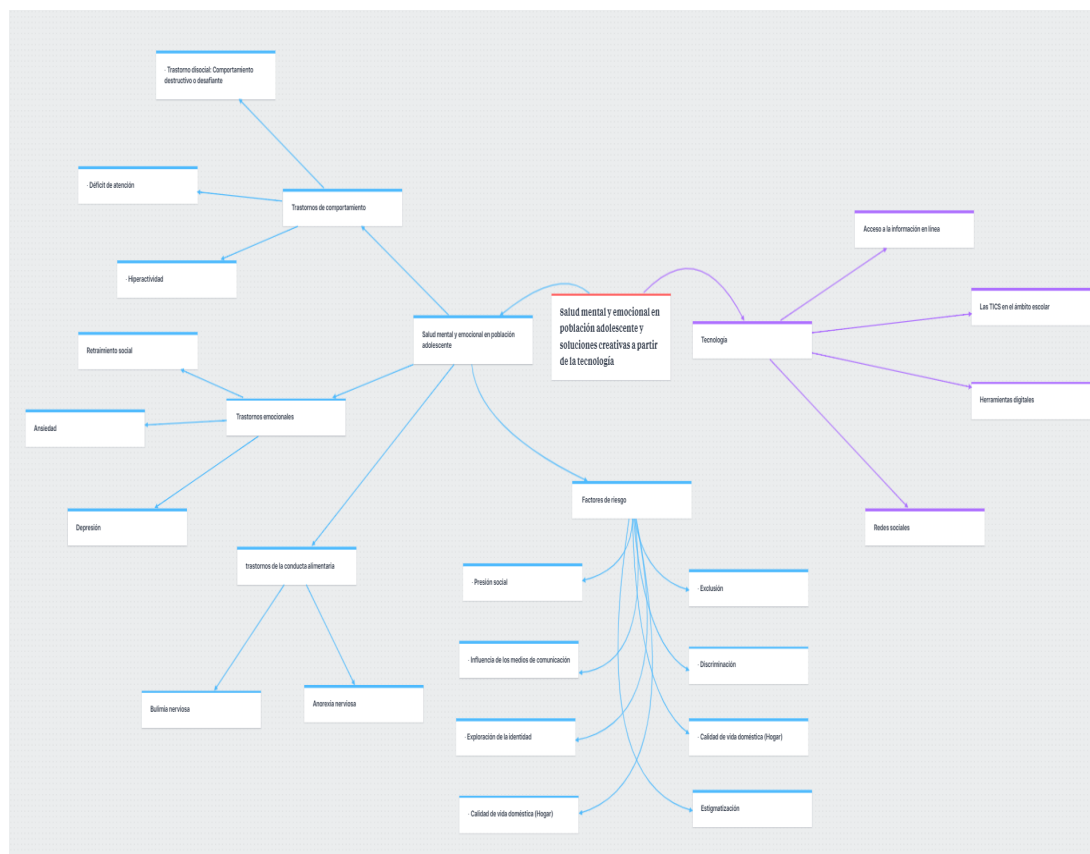 · Trastorno disocial: Comportamiento
destructivo o desafiante
· Déficit de atención
Trastornos de comportamiento
· Hiperactividad
Acceso a la información en línea
Las TICS en el ámbito escolar
Salud mental y emocional en
población adolescente y
soluciones creativas a partir
de la tecnología
Salud mental y emocional en población
adolescente
Tecnología
Retraimiento social
Trastornos emocionales
Ansiedad
Herramientas digitales
Depresión
Factores de riesgo
Redes sociales
trastornos de la conducta alimentaria
· Presión social
· Exclusión
· Influencia de los medios de comunicación
· Discriminación
Bulimia nerviosa
Anorexia nerviosa
· Exploración de la identidad
· Calidad de vida doméstica (Hogar)
· Calidad de vida doméstica (Hogar)
Estigmatización